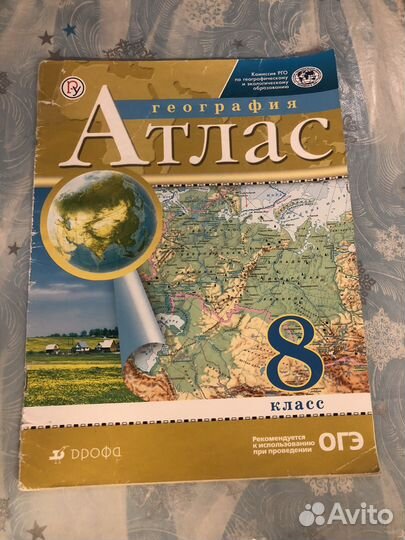 Комиссия РГО
по географическому
и экологическому
образованию
география
Атлас
8
класс
дрофа
Рекомендуется
к использованию
при проведении
ОГЭ
Avito